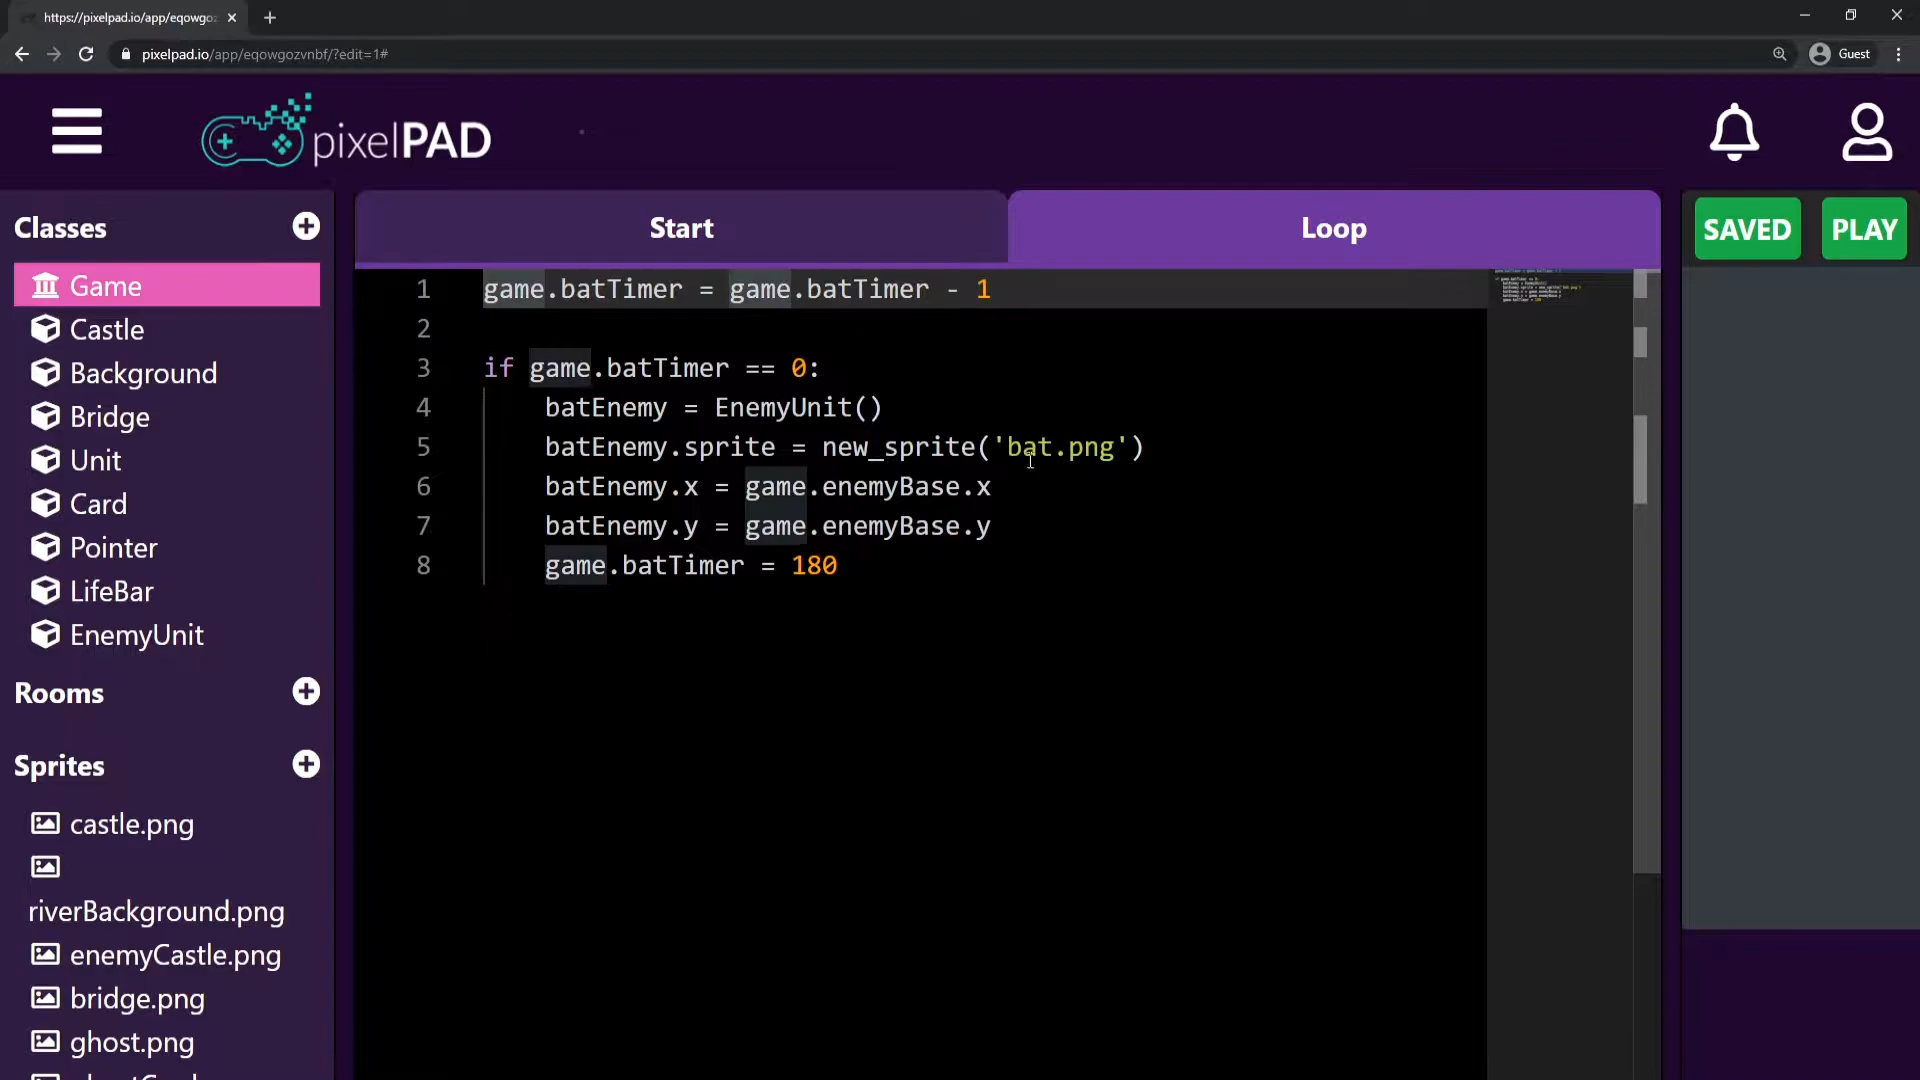 https://pixelpad.io/app/eqowgoz
pixelpad.io/app/eqowgozvnbf/?edit=1#
Guest
pixelPAD
Classes
Game
Castle
Background
Bridge
Unit
Card
Pointer
LifeBar
EnemyUnit
Rooms
Sprites
castle.png
riverBackground.png
enemyCastle.png
bridge.png
ghost.png
Start
Loop
SAVED
PLAY
1 game.batTimer = game.batTimer - 1
2
3 if game.batTimer == 0:
4 batEnemy = EnemyUnit()
5 batEnemy.sprite = new_sprite('bat.png')
6 batEnemy.x = game.enemyBase.x
7 batEnemy.y = game.enemyBase.y
8 game.batTimer = 180